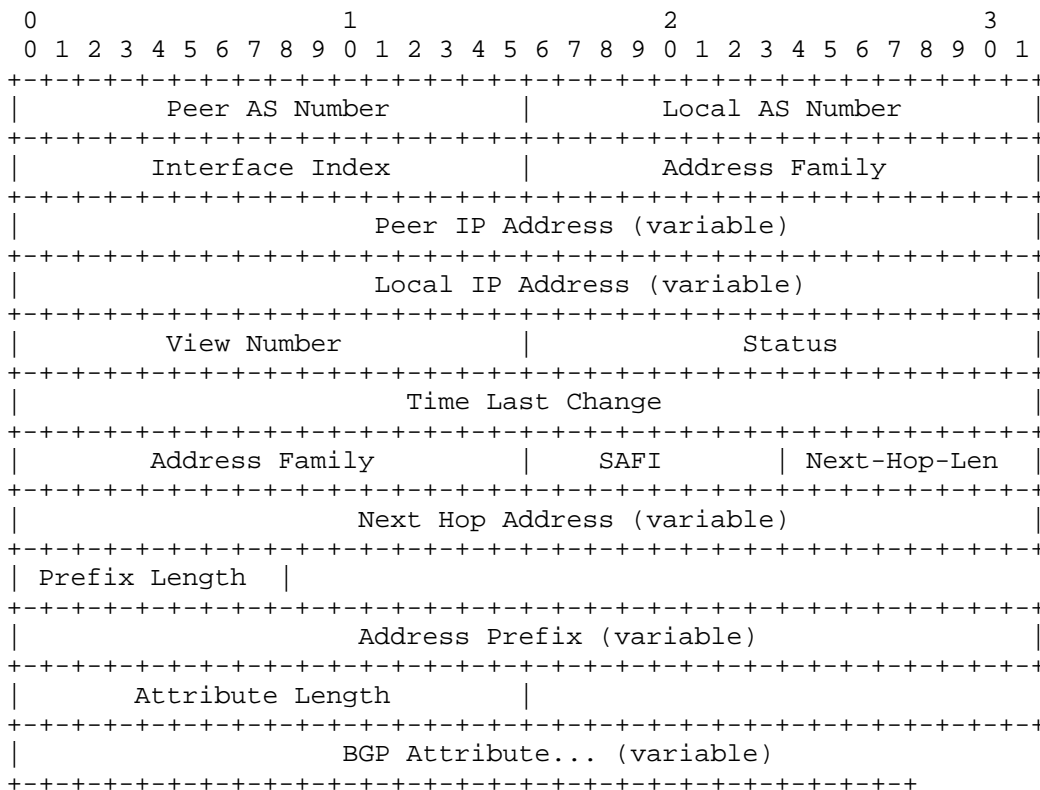 0                   1                   2                   3
 0 1 2 3 4 5 6 7 8 9 0 1 2 3 4 5 6 7 8 9 0 1 2 3 4 5 6 7 8 9 0 1
+-+-+-+-+-+-+-+-+-+-+-+-+-+-+-+-+-+-+-+-+-+-+-+-+-+-+-+-+-+-+-+-+
|         Peer AS Number        |        Local AS Number        |
+-+-+-+-+-+-+-+-+-+-+-+-+-+-+-+-+-+-+-+-+-+-+-+-+-+-+-+-+-+-+-+-+
|        Interface Index        |        Address Family         |
+-+-+-+-+-+-+-+-+-+-+-+-+-+-+-+-+-+-+-+-+-+-+-+-+-+-+-+-+-+-+-+-+
|                      Peer IP Address (variable)               |
+-+-+-+-+-+-+-+-+-+-+-+-+-+-+-+-+-+-+-+-+-+-+-+-+-+-+-+-+-+-+-+-+
|                      Local IP Address (variable)              |
+-+-+-+-+-+-+-+-+-+-+-+-+-+-+-+-+-+-+-+-+-+-+-+-+-+-+-+-+-+-+-+-+
|         View Number           |             Status            |
+-+-+-+-+-+-+-+-+-+-+-+-+-+-+-+-+-+-+-+-+-+-+-+-+-+-+-+-+-+-+-+-+
|                        Time Last Change                       |
+-+-+-+-+-+-+-+-+-+-+-+-+-+-+-+-+-+-+-+-+-+-+-+-+-+-+-+-+-+-+-+-+
|        Address Family         |    SAFI       | Next-Hop-Len  |
+-+-+-+-+-+-+-+-+-+-+-+-+-+-+-+-+-+-+-+-+-+-+-+-+-+-+-+-+-+-+-+-+
|                     Next Hop Address (variable)               |
+-+-+-+-+-+-+-+-+-+-+-+-+-+-+-+-+-+-+-+-+-+-+-+-+-+-+-+-+-+-+-+-+
| Prefix Length  |
+-+-+-+-+-+-+-+-+-+-+-+-+-+-+-+-+-+-+-+-+-+-+-+-+-+-+-+-+-+-+-+-+
|                     Address Prefix (variable)                 |
+-+-+-+-+-+-+-+-+-+-+-+-+-+-+-+-+-+-+-+-+-+-+-+-+-+-+-+-+-+-+-+-+
|       Attribute Length        |
+-+-+-+-+-+-+-+-+-+-+-+-+-+-+-+-+-+-+-+-+-+-+-+-+-+-+-+-+-+-+-+-+
|                    BGP Attribute... (variable)
+-+-+-+-+-+-+-+-+-+-+-+-+-+-+-+-+-+-+-+-+-+-+-+-+-+-+-+-+